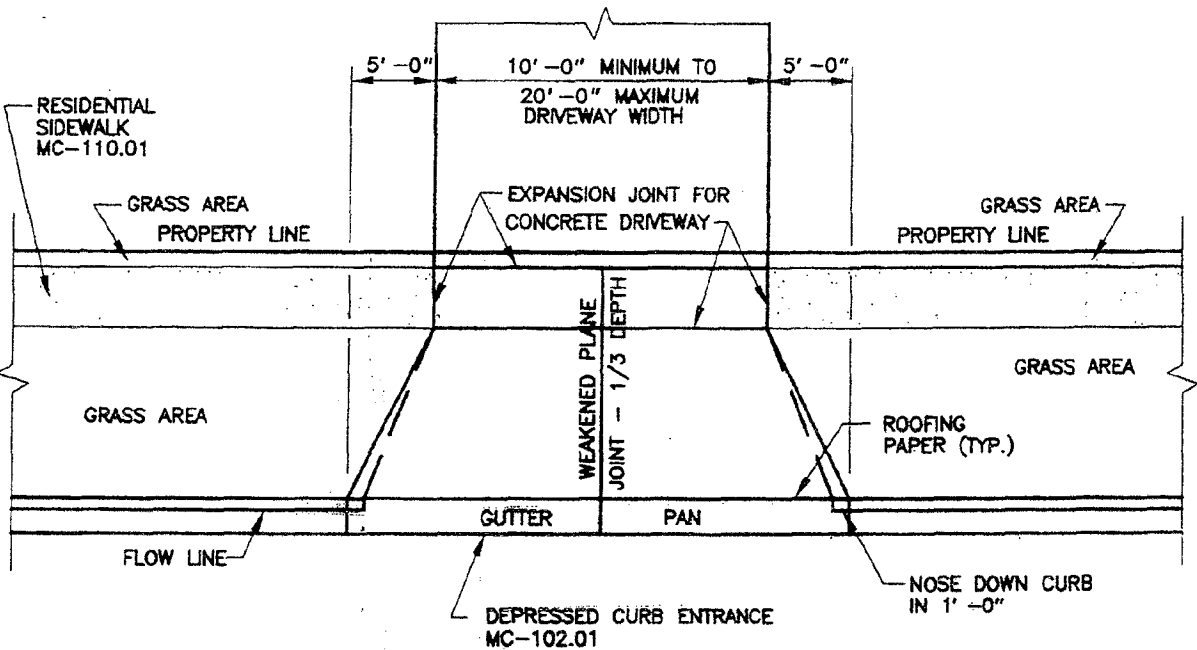 5'-0"
10'-0" MINIMUM TO
20'-0" MAXIMUM
DRIVEWAY WIDTH
5'-0"
RESIDENTIAL
SIDEWALK
MC-110.01
GRASS AREA
PROPERTY LINE
EXPANSION JOINT FOR
CONCRETE DRIVEWAY
GRASS AREA
PROPERTY LINE
WEAKENED PLANE
JOINT - 1/3 DEPTH
GRASS AREA
GRASS AREA
ROOFING
PAPER (TYP.)
GUTTER PAN
FLOW LINE
NOSE DOWN CURB
IN 1'-0"
DEPRESSED CURB ENTRANCE
MC-102.01